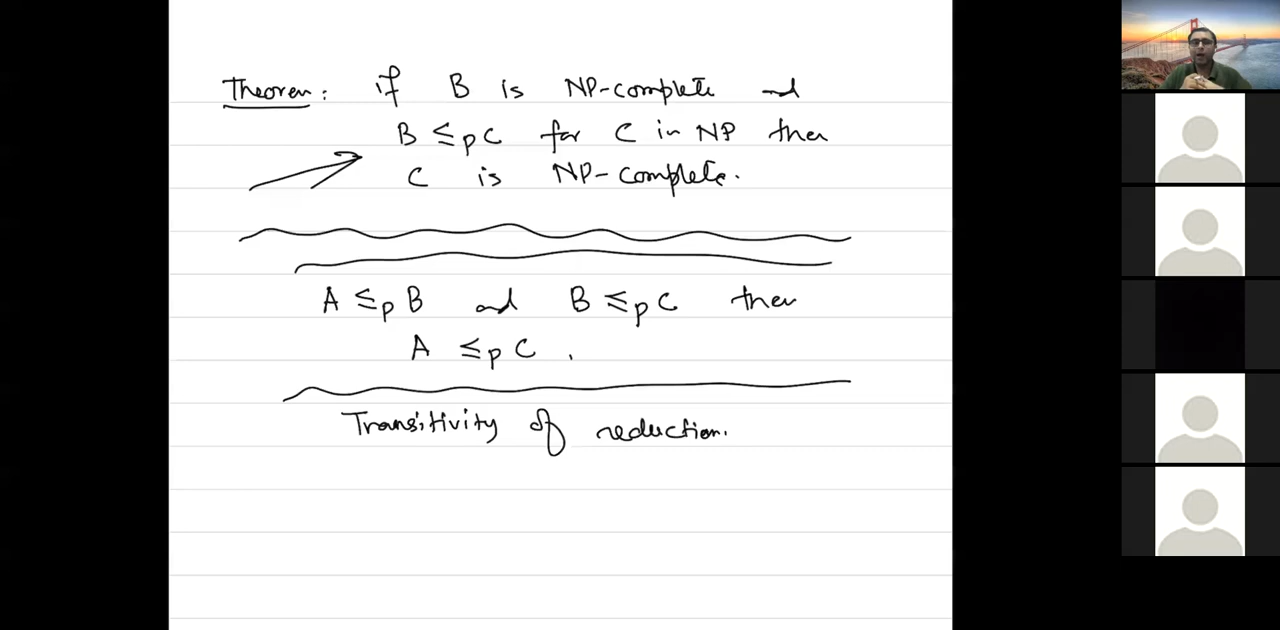 Theorem: if B is NP-complete and
B ≤p C for C in NP then
C is NP-complete.
A ≤p B and B ≤p C then
A ≤p C .
Transitivity of reduction.